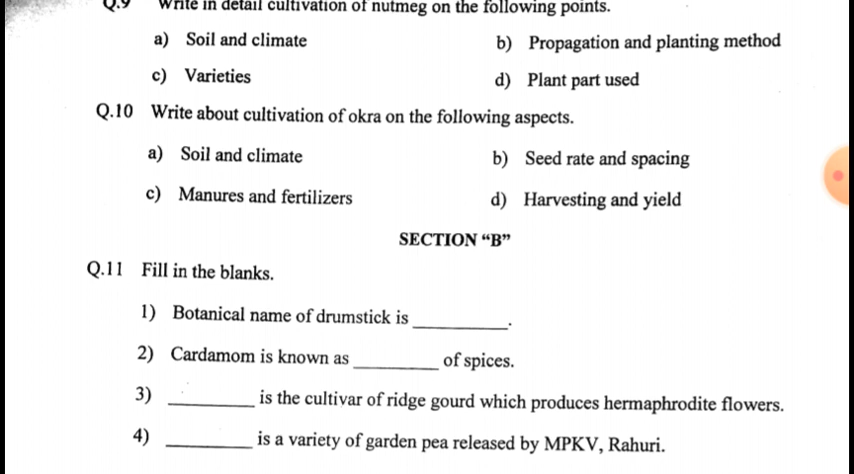 Q.9 Write in detail cultivation of nutmeg on the following points.
a) Soil and climate b) Propagation and planting method
c) Varieties d) Plant part used
Q.10 Write about cultivation of okra on the following aspects.
a) Soil and climate b) Seed rate and spacing
c) Manures and fertilizers d) Harvesting and yield
SECTION “B”
Q.11 Fill in the blanks.
1) Botanical name of drumstick is __________.
2) Cardamom is known as _________ of spices.
3) _________ is the cultivar of ridge gourd which produces hermaphrodite flowers.
4) _________ is a variety of garden pea released by MPKV, Rahuri.